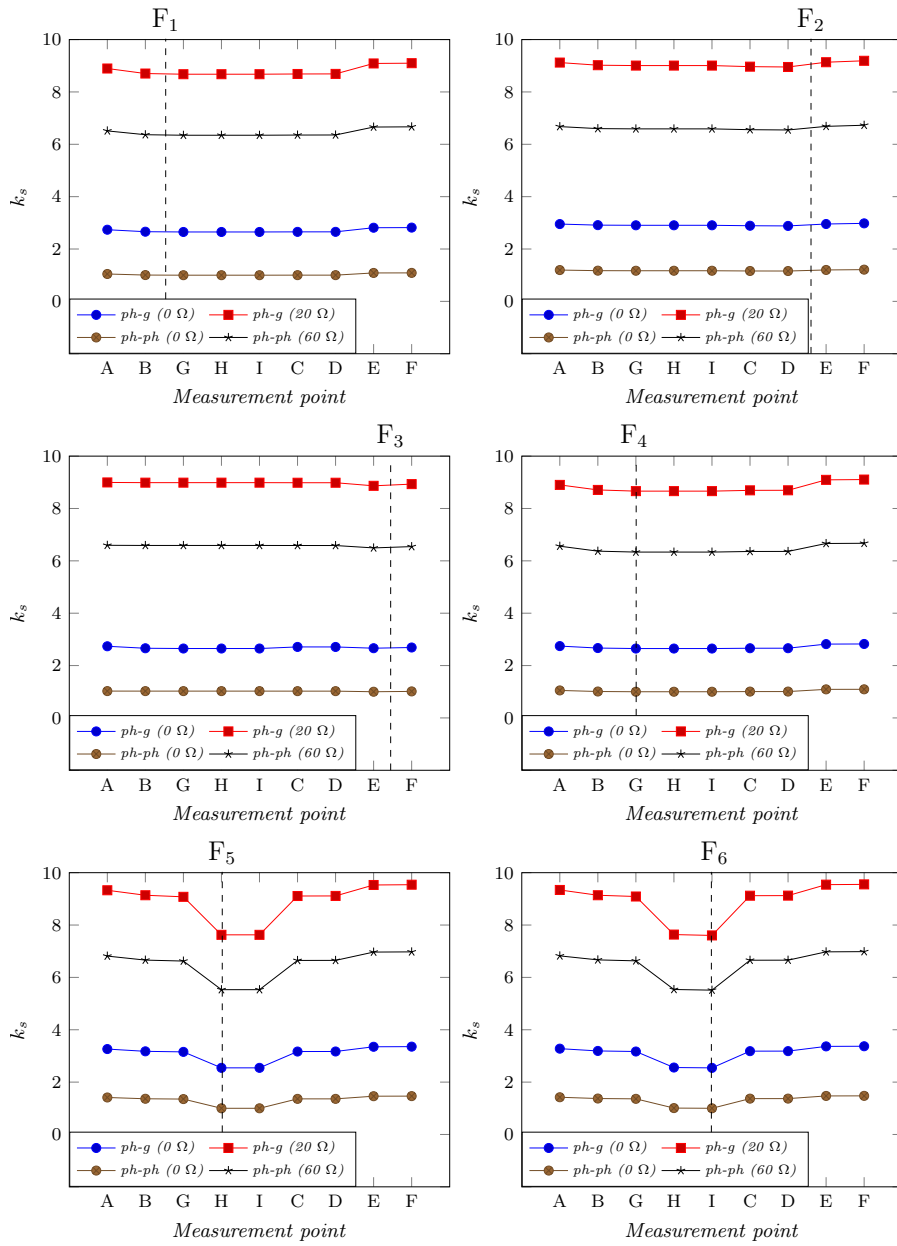 F1
F2
10
8
6
4
2
0
ks
ph-g (0 Ω)
ph-g (20 Ω)
ph-ph (0 Ω)
ph-ph (60 Ω)
A B G H I C D E F
Measurement point
10
8
6
4
2
0
ks
ph-g (0 Ω)
ph-g (20 Ω)
ph-ph (0 Ω)
ph-ph (60 Ω)
A B G H I C D E F
Measurement point
F3
F4
10
8
6
4
2
0
ks
ph-g (0 Ω)
ph-g (20 Ω)
ph-ph (0 Ω)
ph-ph (60 Ω)
A B G H I C D E F
Measurement point
10
8
6
4
2
0
ks
ph-g (0 Ω)
ph-g (20 Ω)
ph-ph (0 Ω)
ph-ph (60 Ω)
A B G H I C D E F
Measurement point
F5
F6
10
8
6
4
2
0
ks
ph-g (0 Ω)
ph-g (20 Ω)
ph-ph (0 Ω)
ph-ph (60 Ω)
A B G H I C D E F
Measurement point
10
8
6
4
2
0
ks
ph-g (0 Ω)
ph-g (20 Ω)
ph-ph (0 Ω)
ph-ph (60 Ω)
A B G H I C D E F
Measurement point